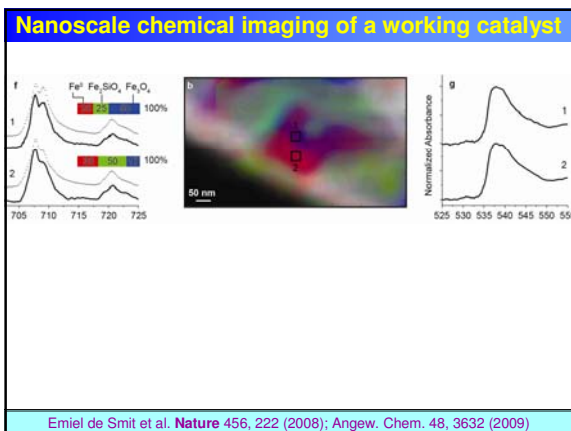 Nanoscale chemical imaging of a working catalyst
f
Fe⁰ Fe₂SiO₄ Fe₃O₄
25 100%
1
50 100%
2
705 710 715 720 725
b
1
2
50 nm
g
Normalized Absorbance
1
2
525 530 535 540 545 550 55
Emiel de Smit et al. Nature 456, 222 (2008); Angew. Chem. 48, 3632 (2009)